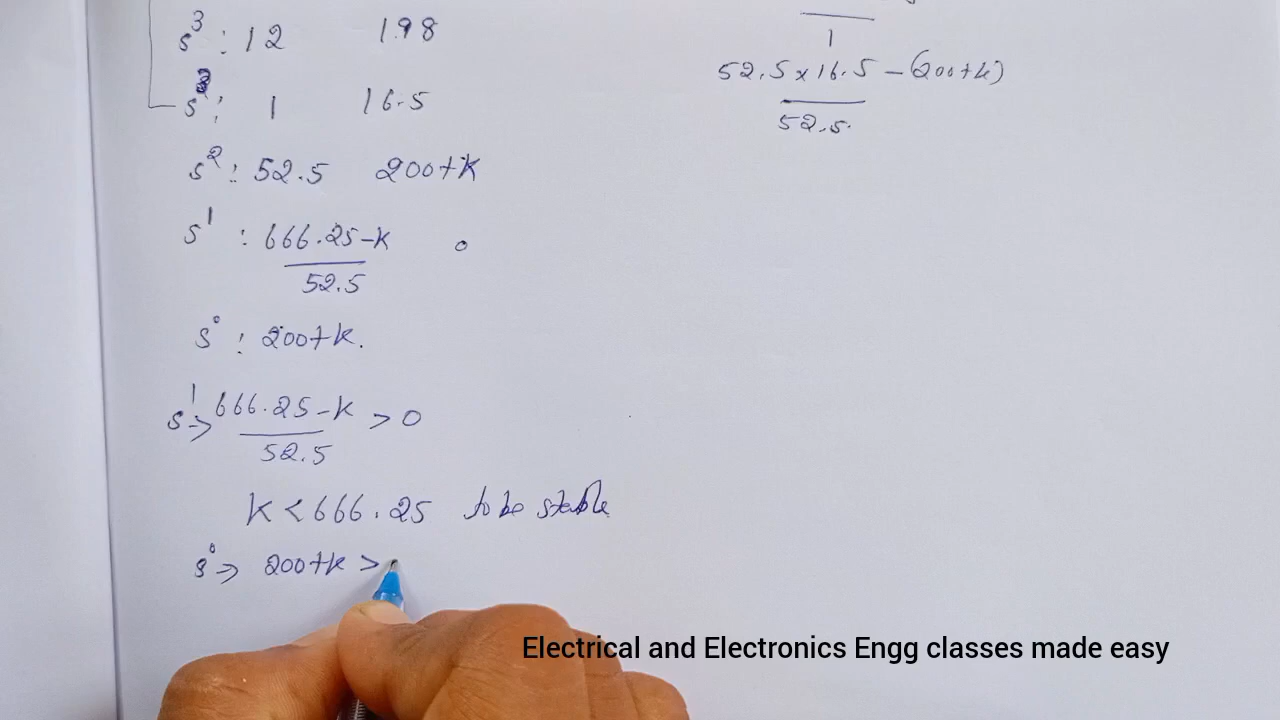 s³ : 12 198
s³ : 1 16.5
s² : 52.5 200+K
s¹ : 666.25-K 0
52.5
s⁰ : 200+K.
s¹⇒ 666.25-K > 0
52.5
K < 666.25 to be stable
s⁰⇒ 200+K >
1
52.5×16.5-(200+K)
52.5.
Electrical and Electronics Engg classes made easy